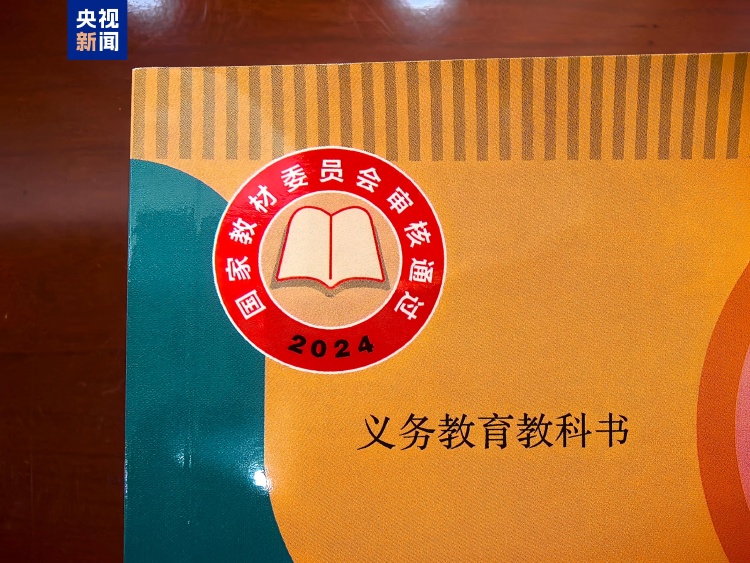 央视
新闻
国家教材委员会审核通过
2024
义务教育教科书